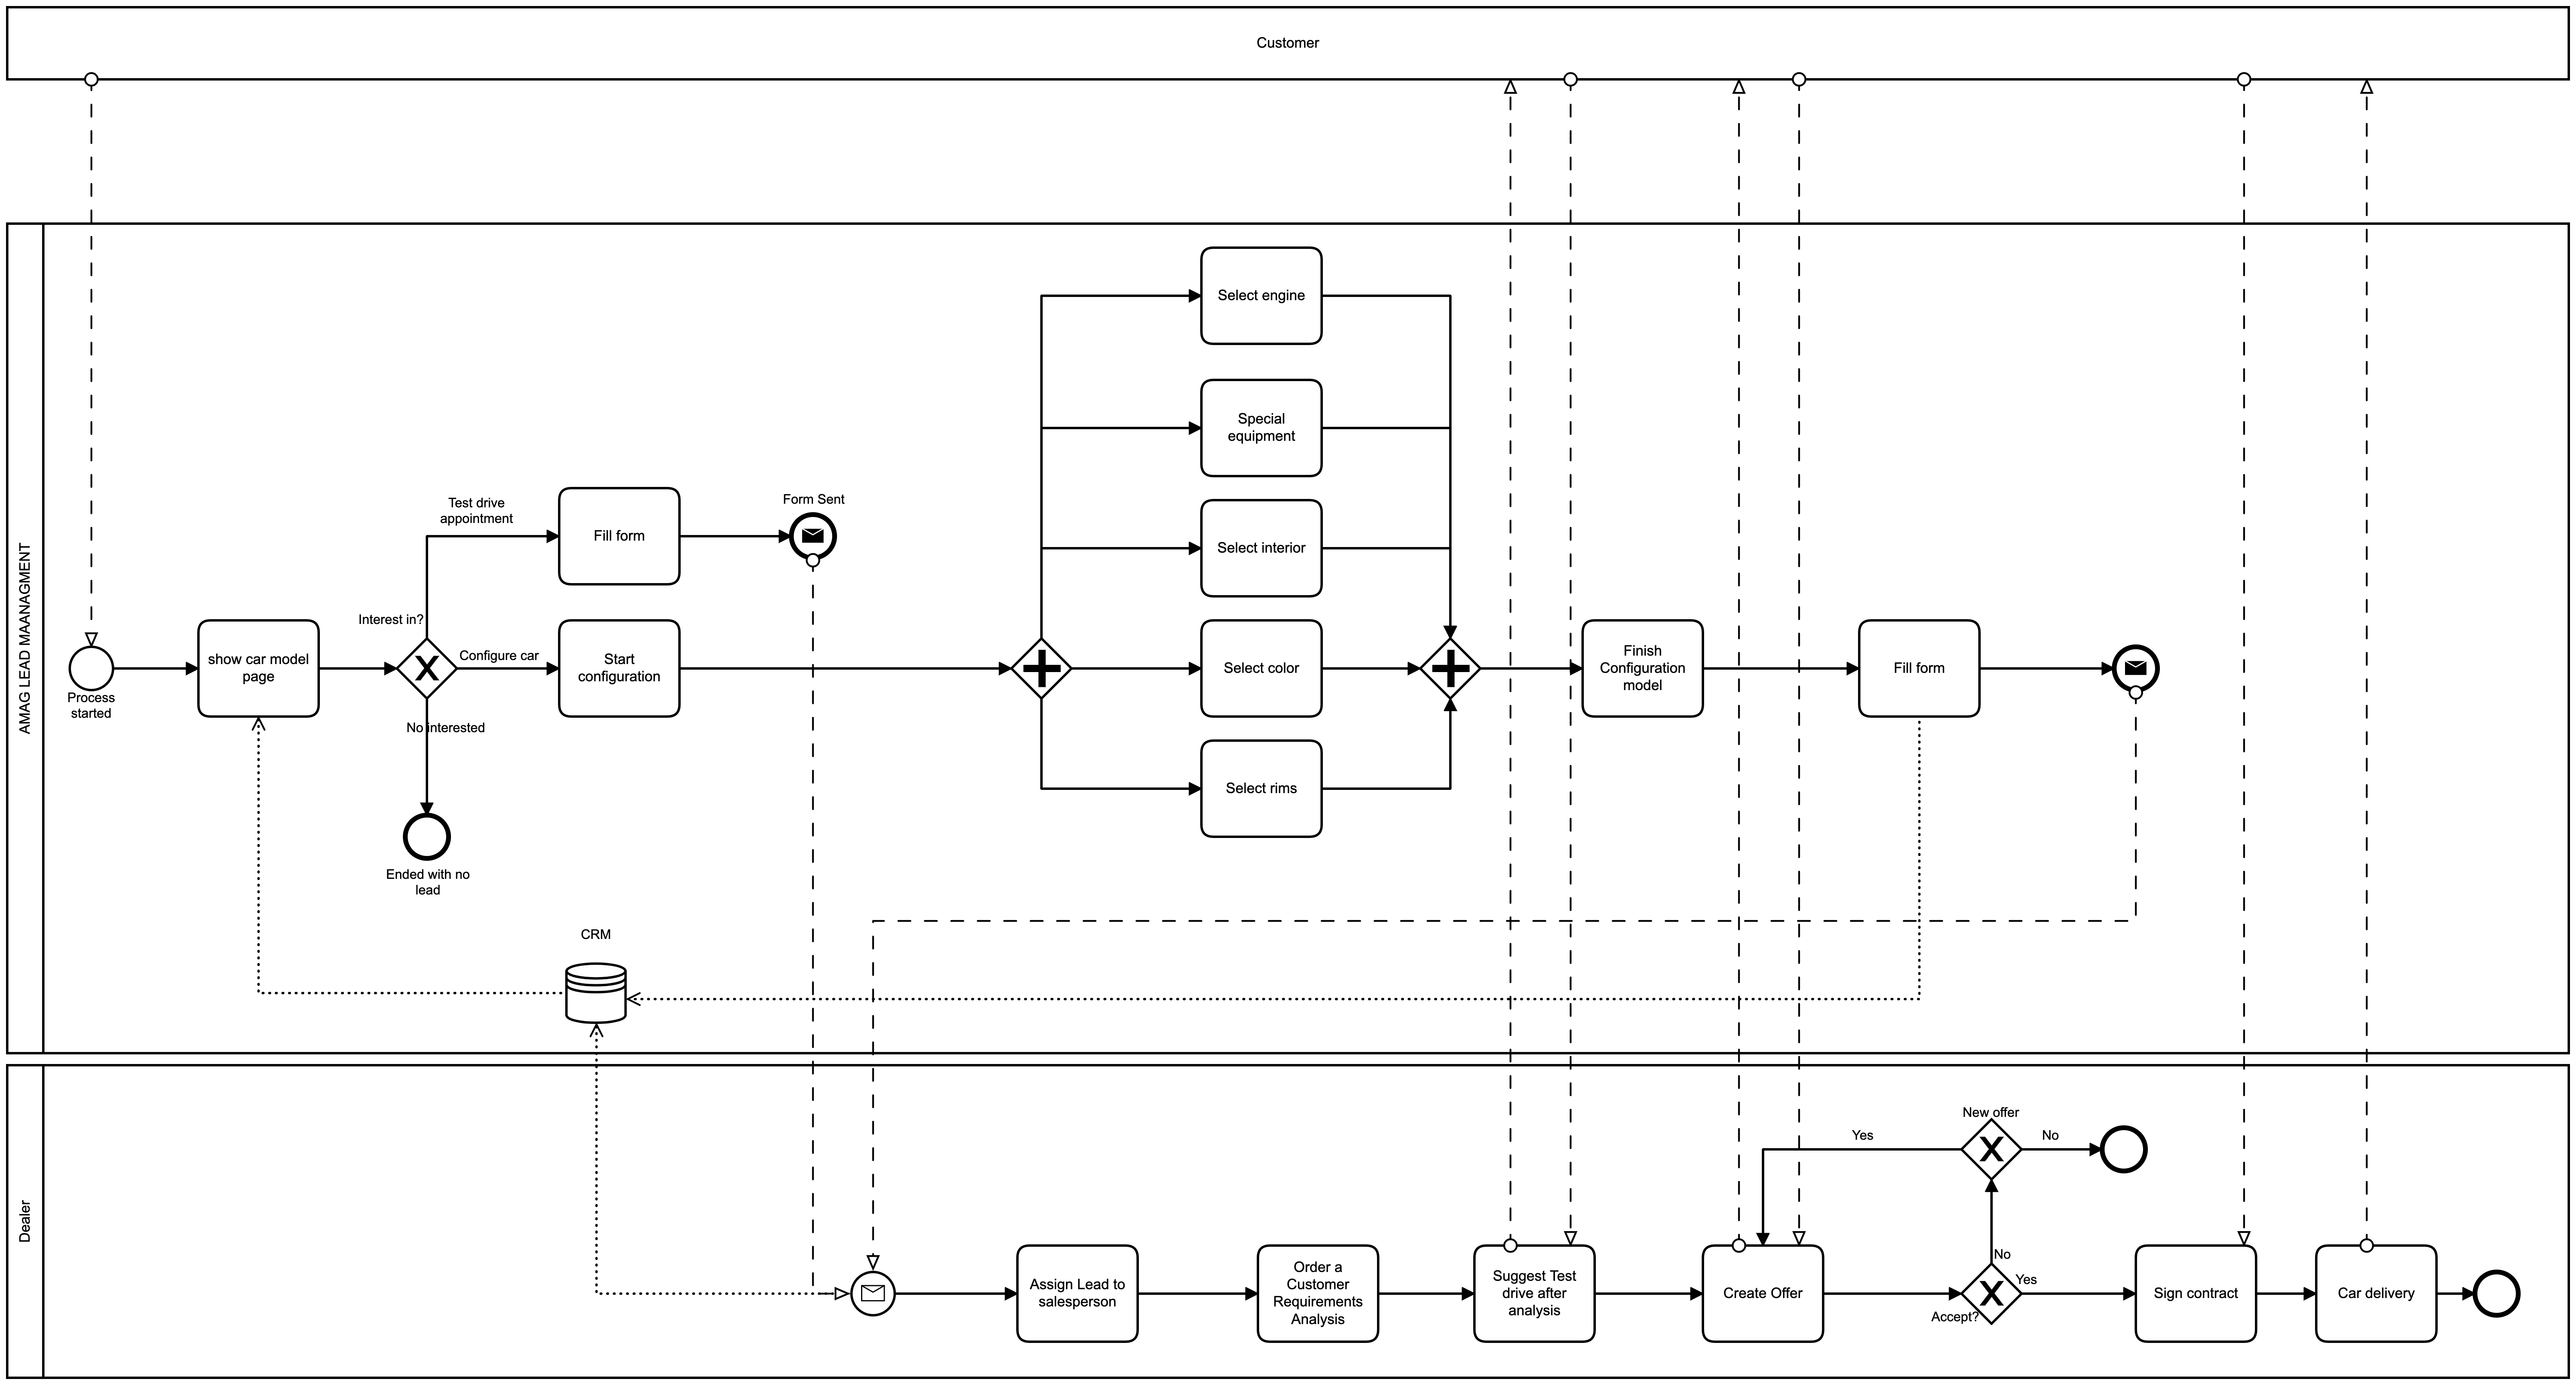 Customer
AMAG LEAD MAANAGMENT
Process
started
show car model
page
Interest in?
Test drive
appointment
Fill form
Form Sent
Configure car
Start
configuration
No interested
Ended with no
lead
CRM
Select engine
Special
equipment
Select interior
Select color
Select rims
Finish
Configuration
model
Fill form
Dealer
Assign Lead to
salesperson
Order a
Customer
Requirements
Analysis
Suggest Test
drive after
analysis
Create Offer
Accept?
No
Yes
New offer
Yes
No
Sign contract
Car delivery